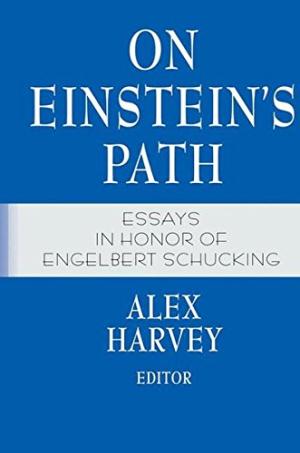 ON
EINSTEIN'S
PATH
ESSAYS
IN HONOR OF
ENGELBERT SCHUCKING
ALEX
HARVEY
EDITOR